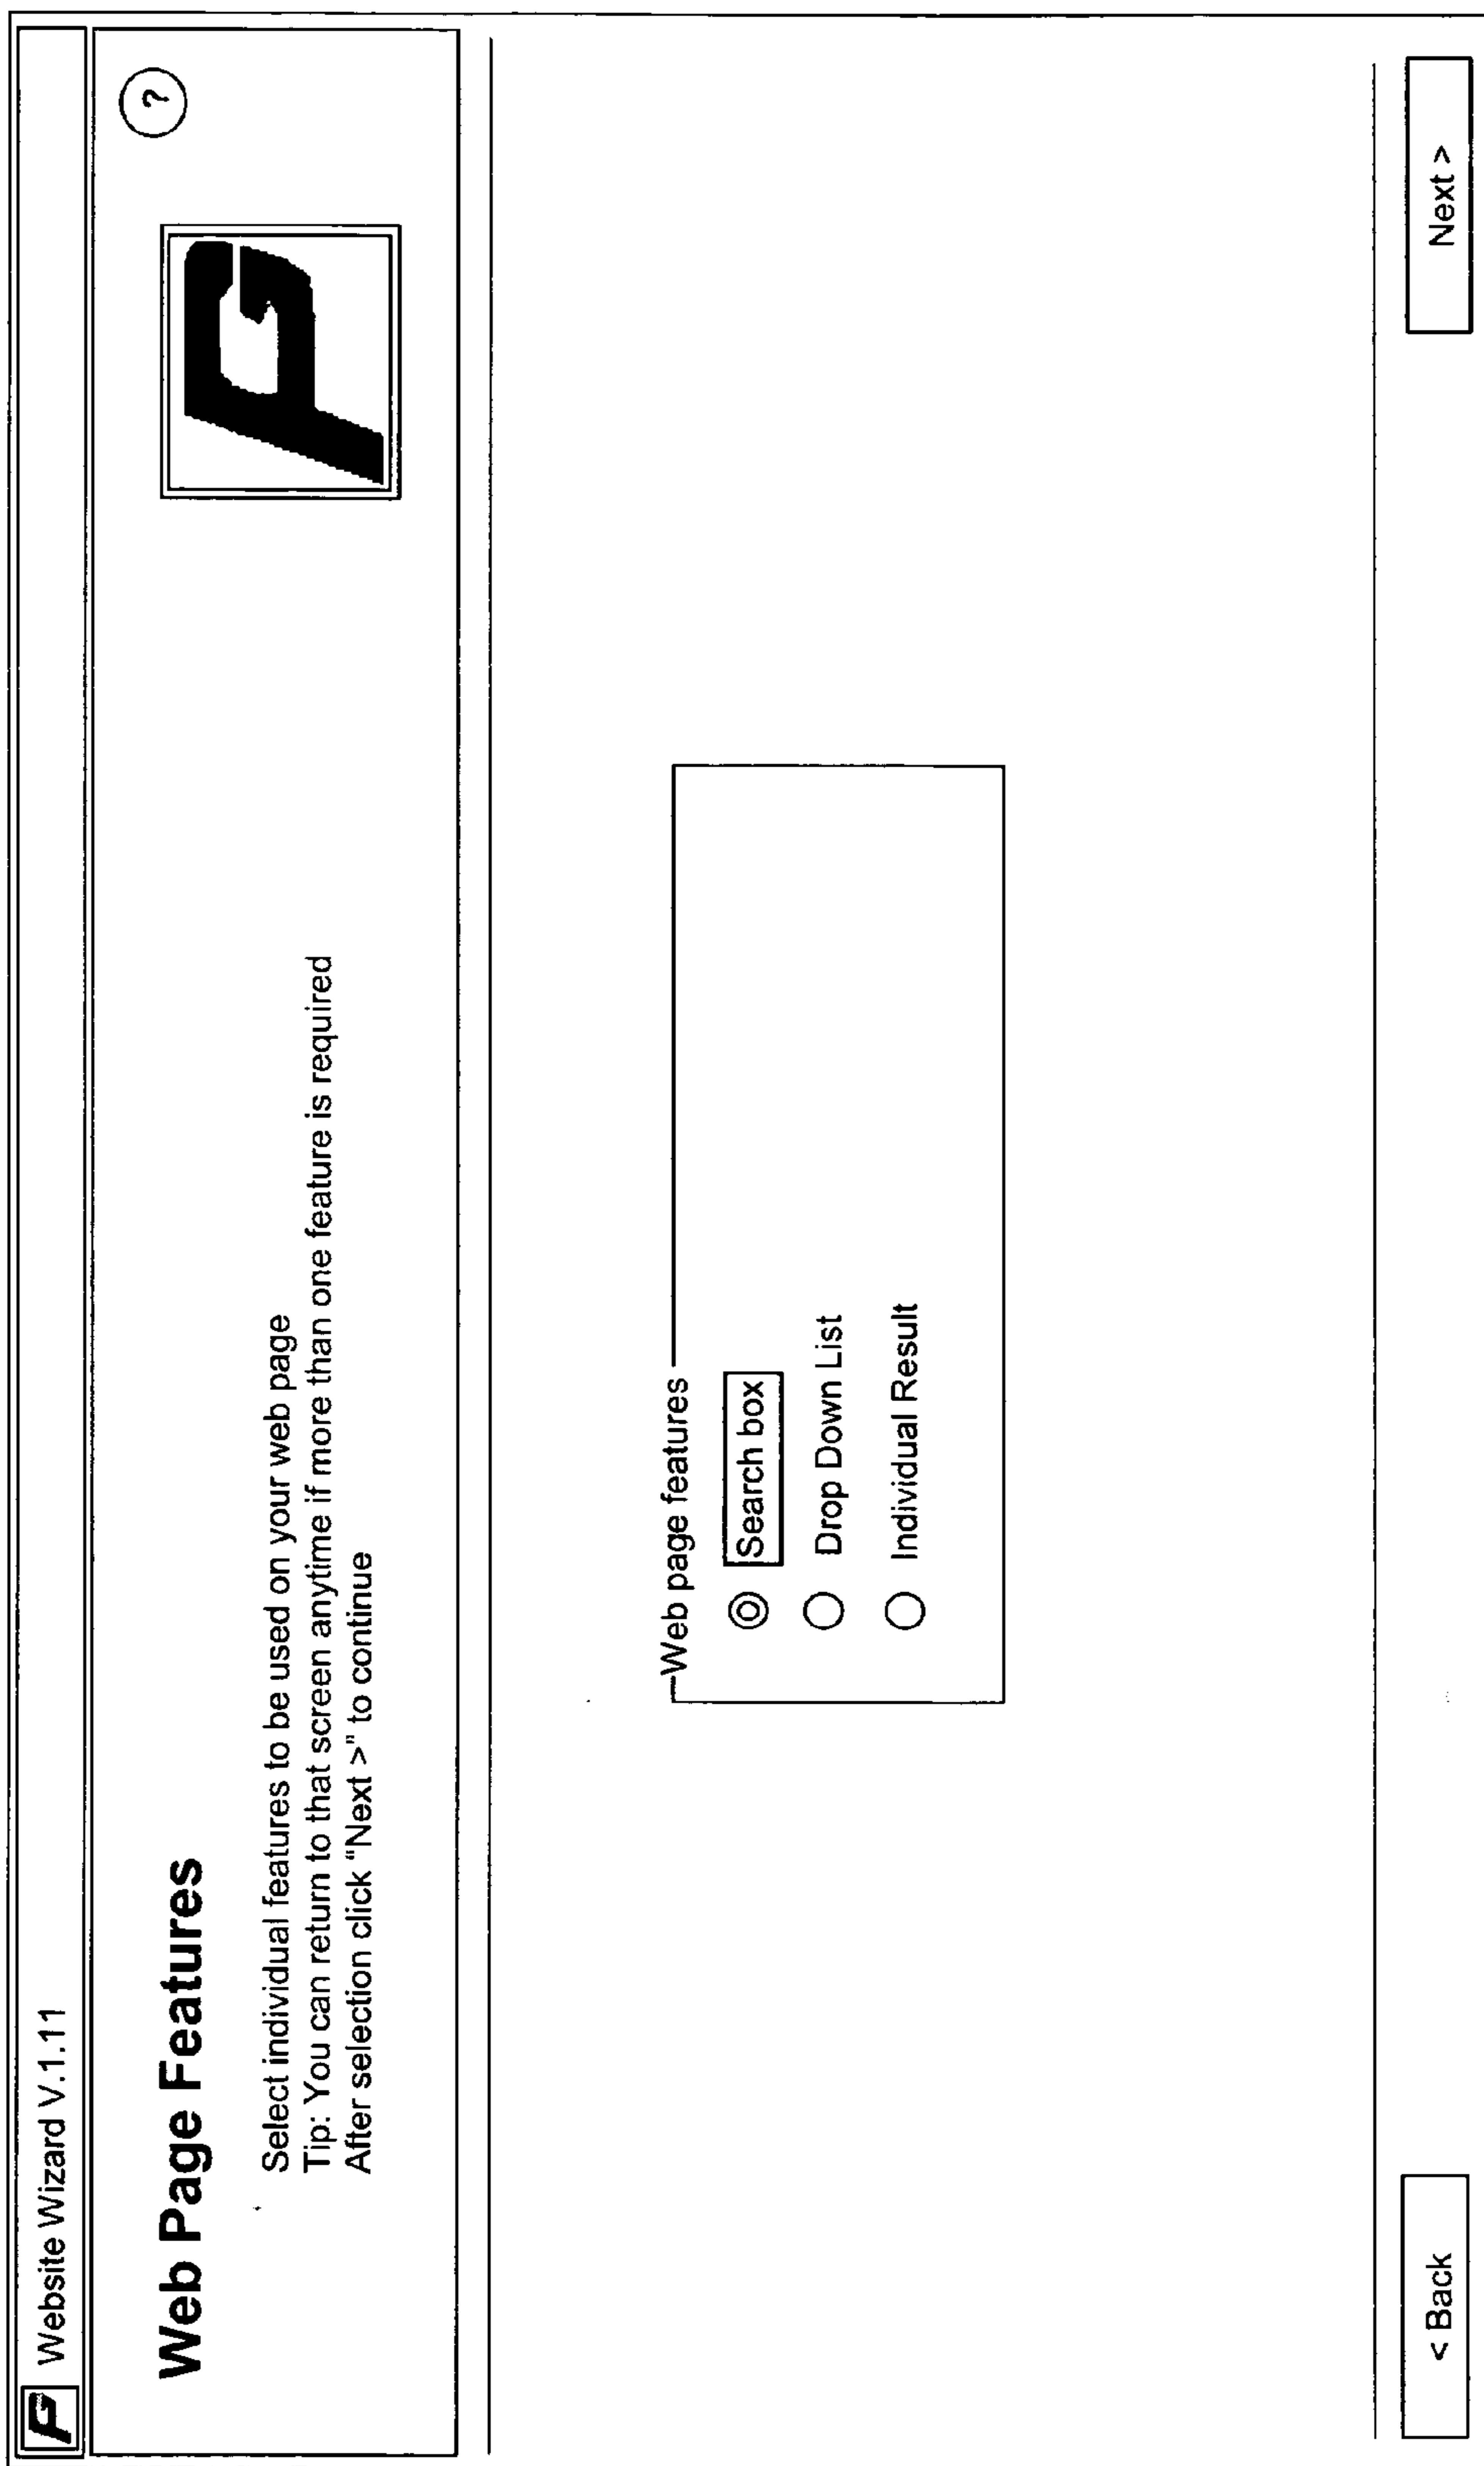 Website Wizard V.1.11
Web Page Features
?
Select individual features to be used on your web page
Tip: You can return to that screen anytime if more than one feature is required
After selection click “Next >” to continue
Web page features
Search box
Drop Down List
Individual Result
< Back
Next >